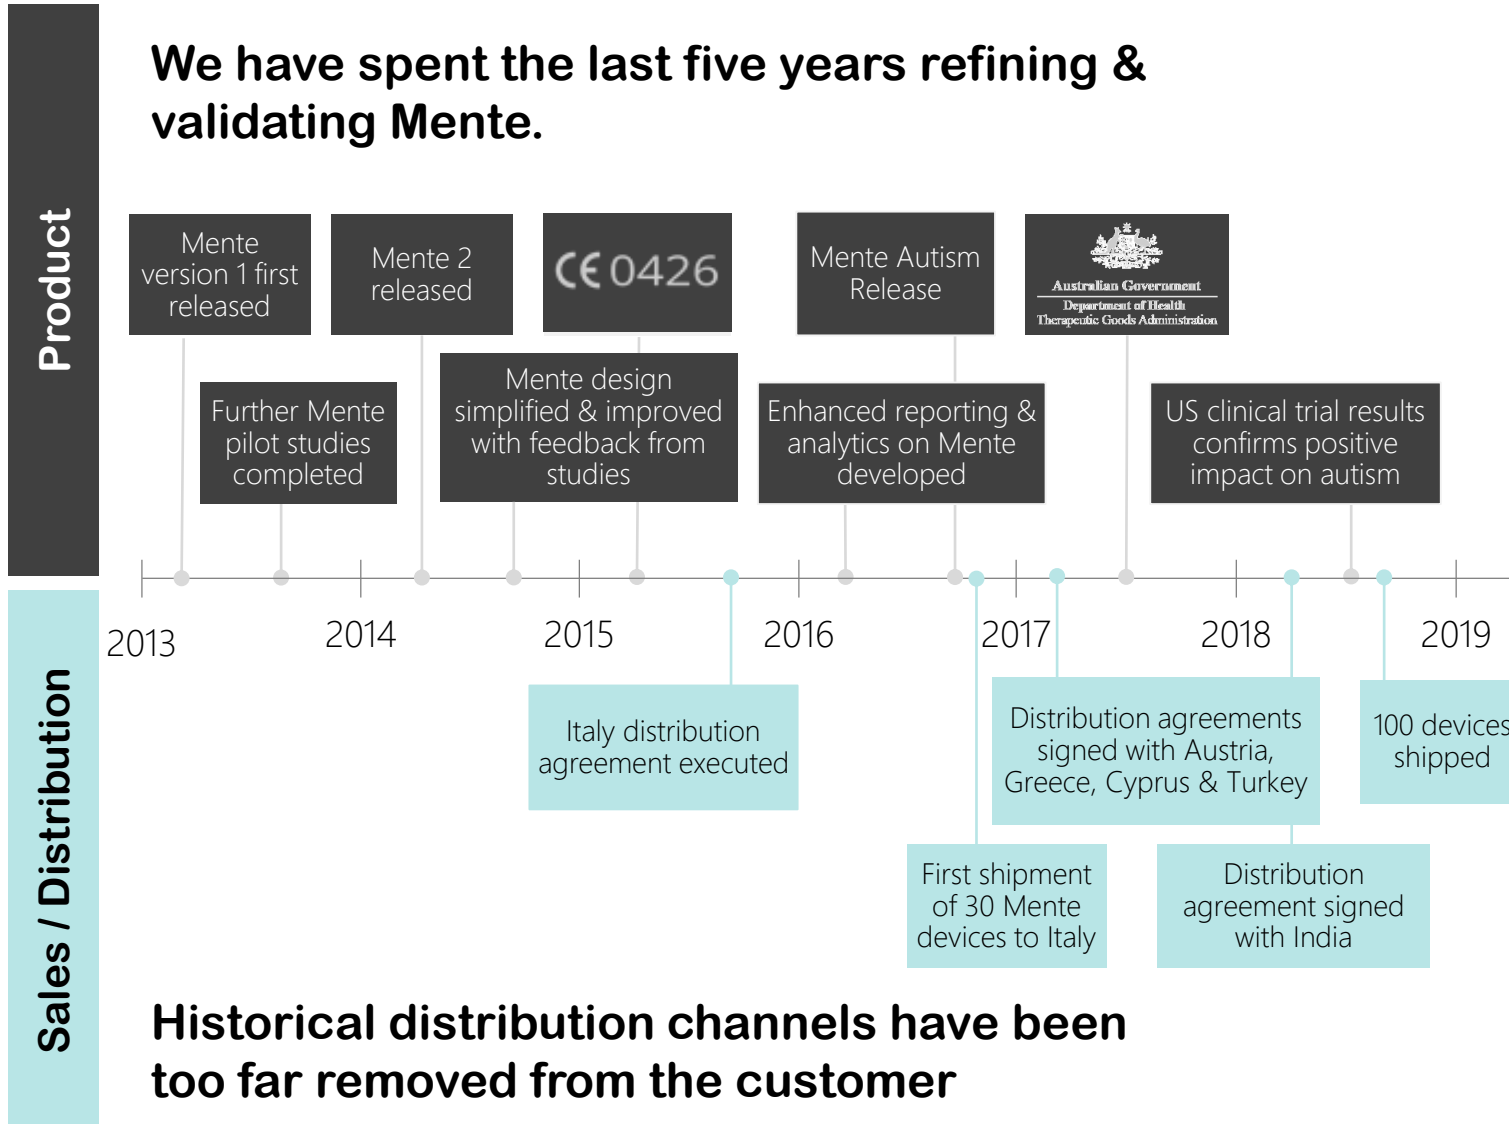 We have spent the last five years refining &
validating Mente.
Product
Mente
version 1 first
released
Mente 2
released
CE 0426
Mente Autism
Release
Australian Government
Department of Health
Therapeutic Goods Administration
Further Mente
pilot studies
completed
Mente design
simplified & improved
with feedback from
studies
Enhanced reporting &
analytics on Mente
developed
US clinical trial results
confirms positive
impact on autism
2013
2014
2015
2016
2017
2018
2019
Sales / Distribution
Italy distribution
agreement executed
Distribution agreements
signed with Austria,
Greece, Cyprus & Turkey
100 devices
shipped
First shipment
of 30 Mente
devices to Italy
Distribution
agreement signed
with India
Historical distribution channels have been
too far removed from the customer